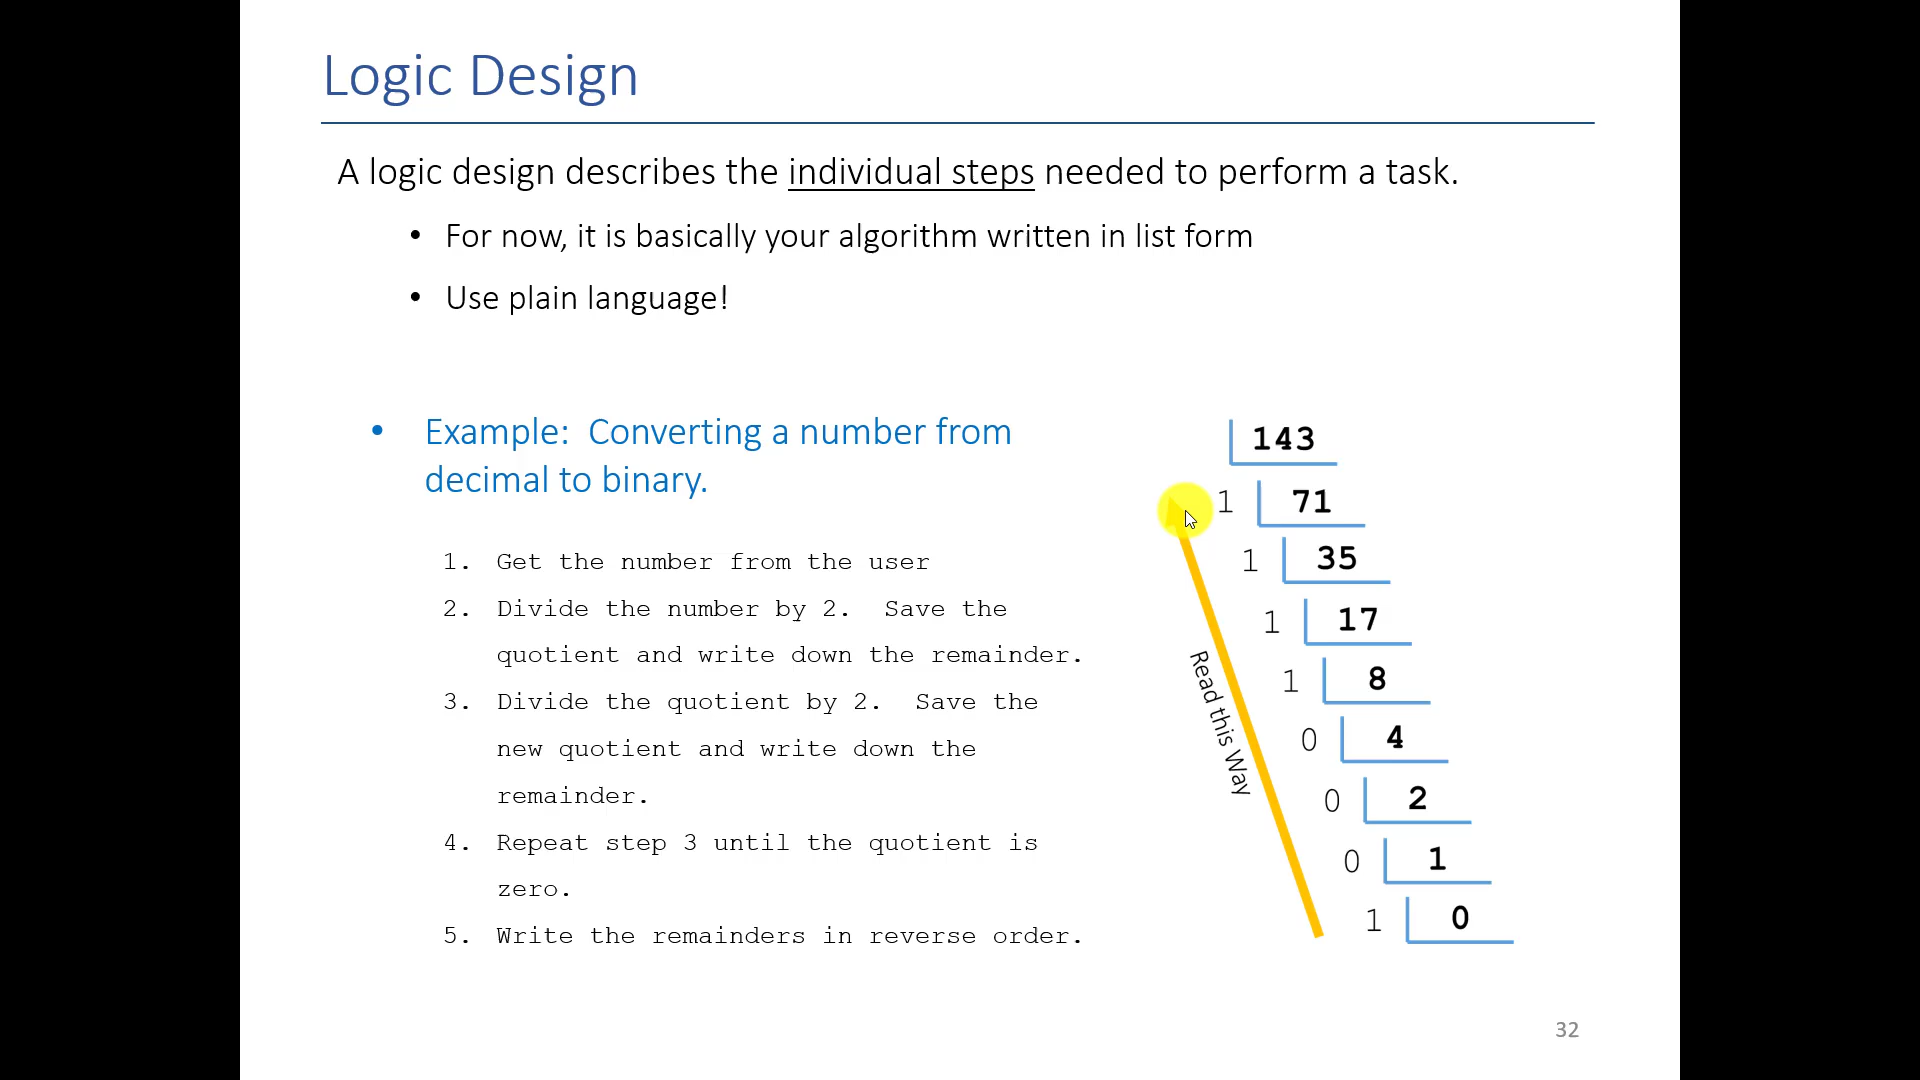 Logic Design
A logic design describes the individual steps needed to perform a task.
• For now, it is basically your algorithm written in list form
• Use plain language!
• Example: Converting a number from
decimal to binary.
1. Get the number from the user
2. Divide the number by 2. Save the
quotient and write down the remainder.
3. Divide the quotient by 2. Save the
new quotient and write down the
remainder.
4. Repeat step 3 until the quotient is
zero.
5. Write the remainders in reverse order.
143
1 71
1 35
1 17
1 8
0 4
0 2
0 1
1 0
Read this Way
32